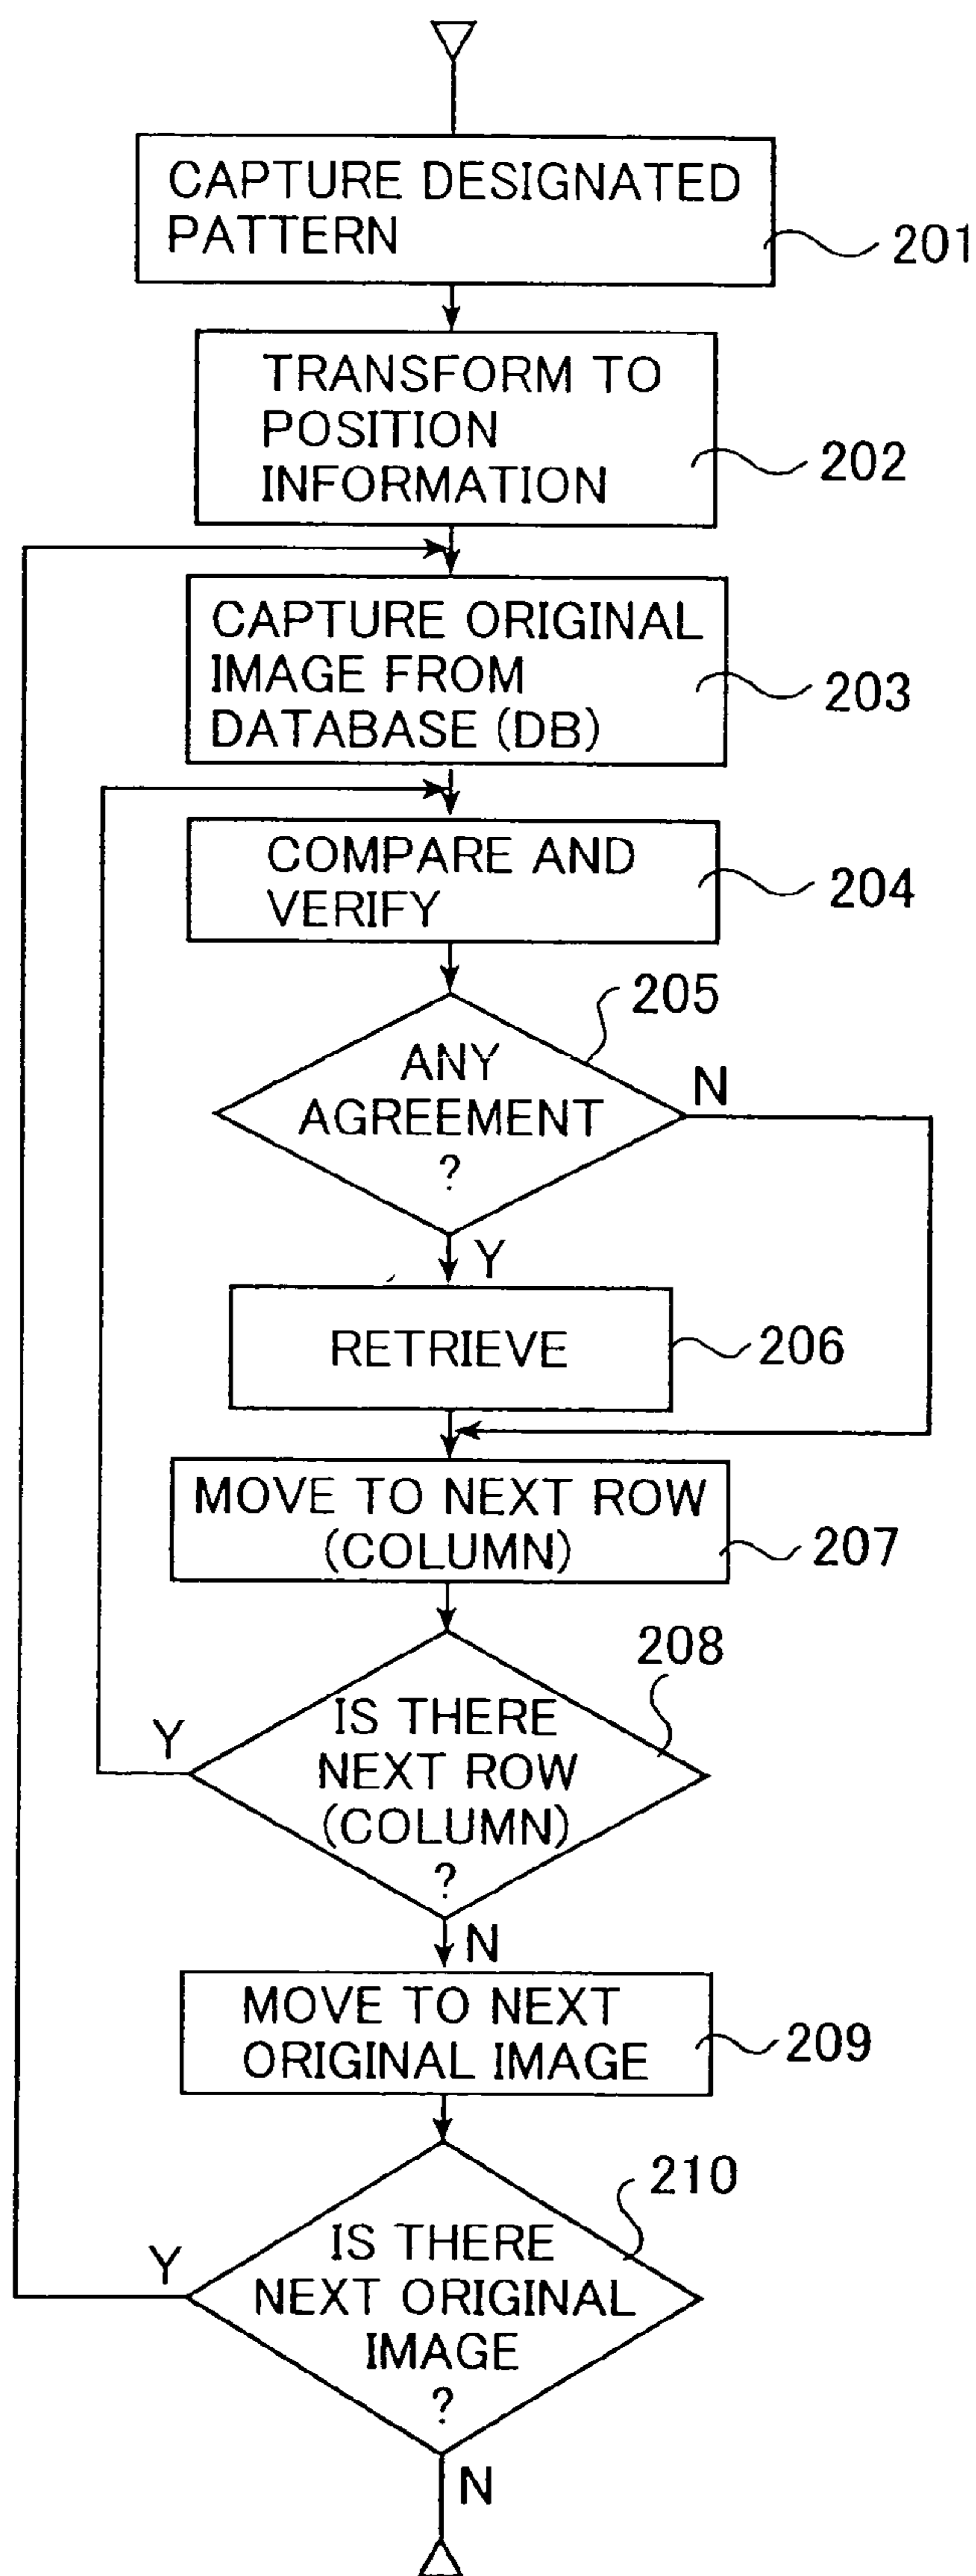 CAPTURE DESIGNATED
PATTERN
201
TRANSFORM TO
POSITION
INFORMATION
202
CAPTURE ORIGINAL
IMAGE FROM
DATABASE (DB)
203
COMPARE AND
VERIFY
204
205
ANY
AGREEMENT
?
N
Y
RETRIEVE
206
MOVE TO NEXT ROW
(COLUMN)
207
208
IS THERE
NEXT ROW
(COLUMN)
?
Y
N
MOVE TO NEXT
ORIGINAL IMAGE
209
210
IS THERE
NEXT ORIGINAL
IMAGE
?
Y
N